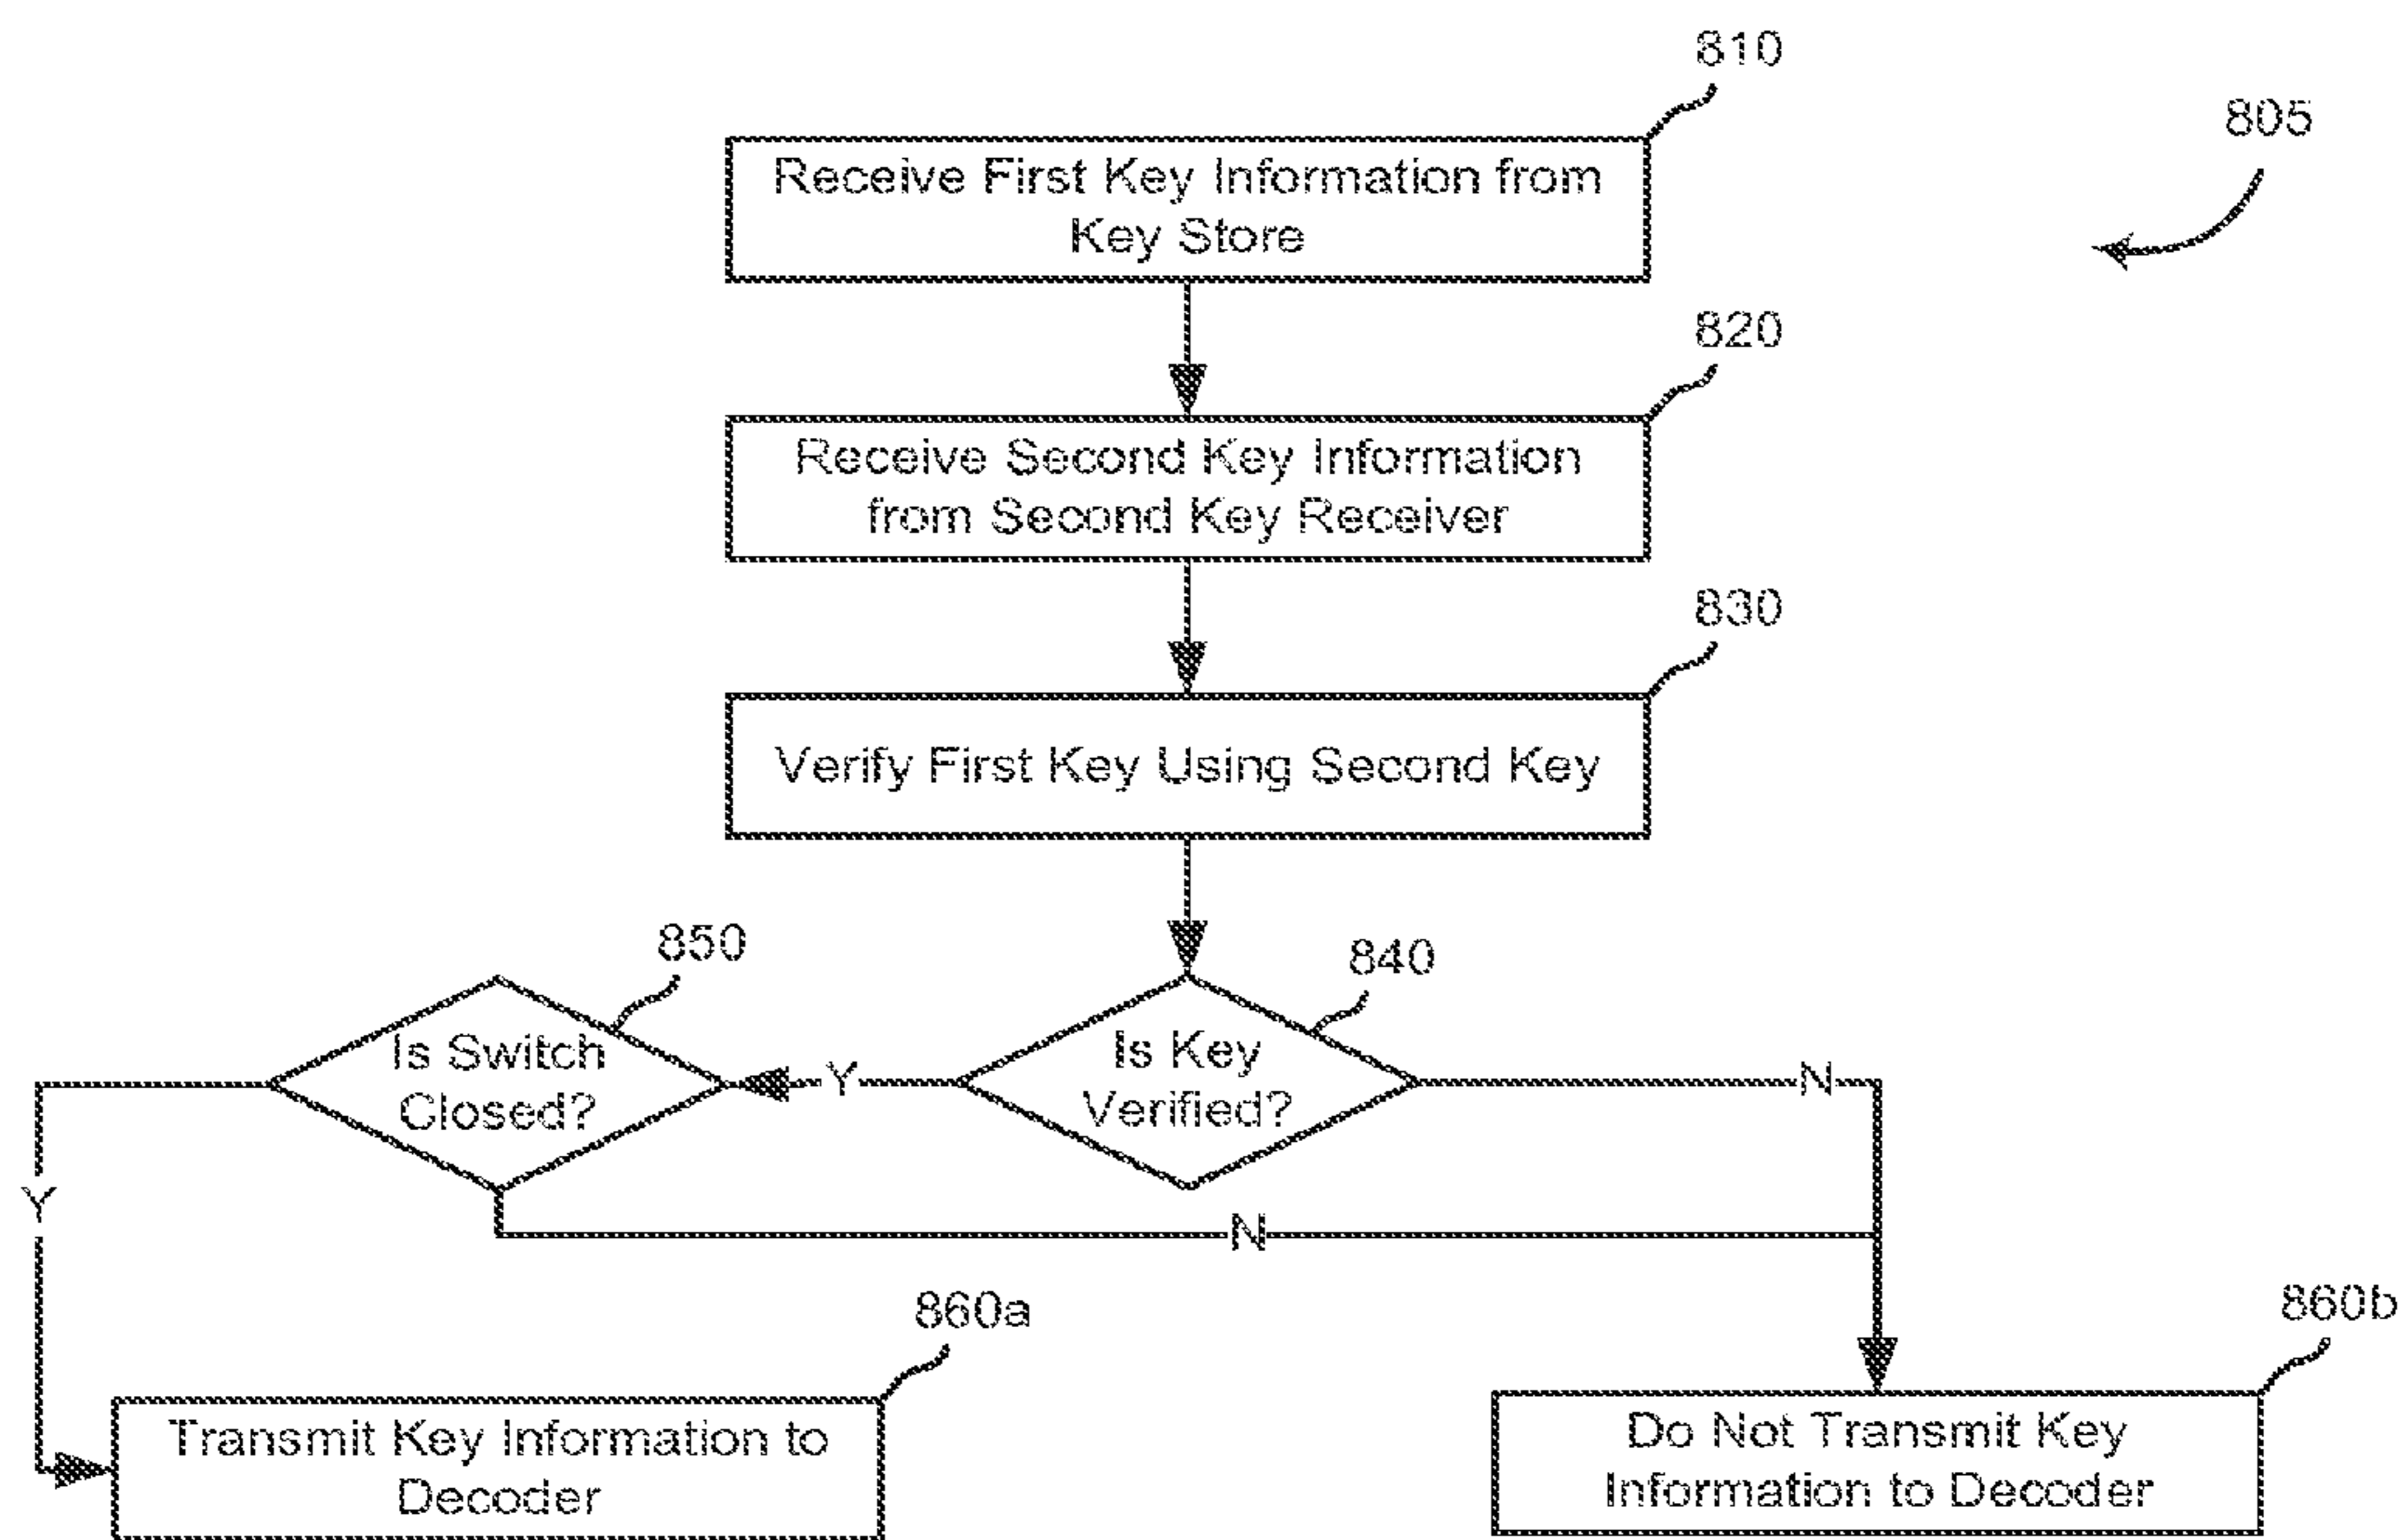 810
805
Receive First Key Information from
Key Store
820
Receive Second Key Information
from Second Key Receiver
830
Verify First Key Using Second Key
850
840
Is Switch
Closed?
Y
Is Key
Verified?
N
Y
N
860a
860b
Transmit Key Information to
Decoder
Do Not Transmit Key
Information to Decoder